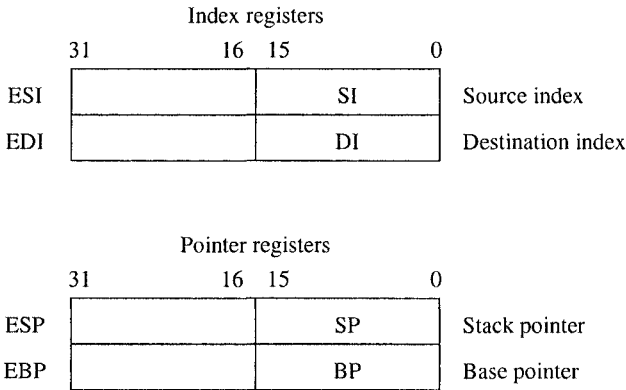 Index registers
31 16 15 0
ESI SI Source index
EDI DI Destination index
Pointer registers
31 16 15 0
ESP SP Stack pointer
EBP BP Base pointer